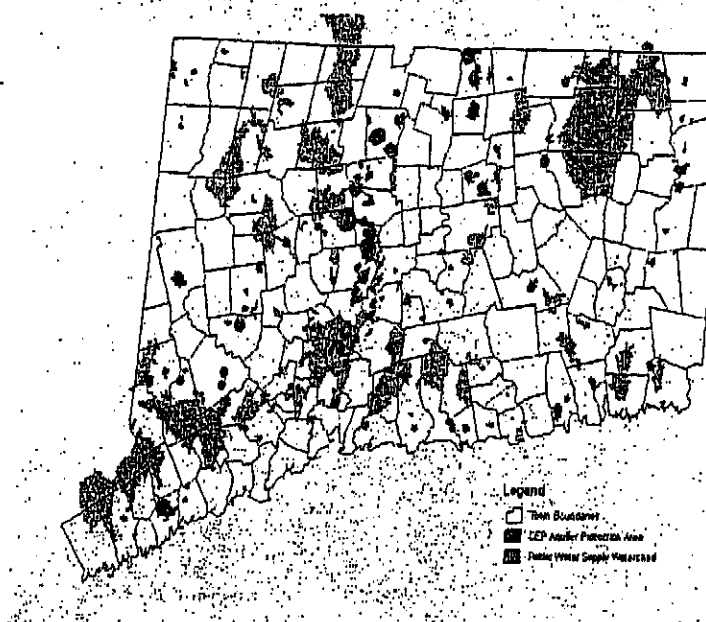 Legend
Town Boundaries
DEP Aquifer Protection Area
Public Water Supply Watershed